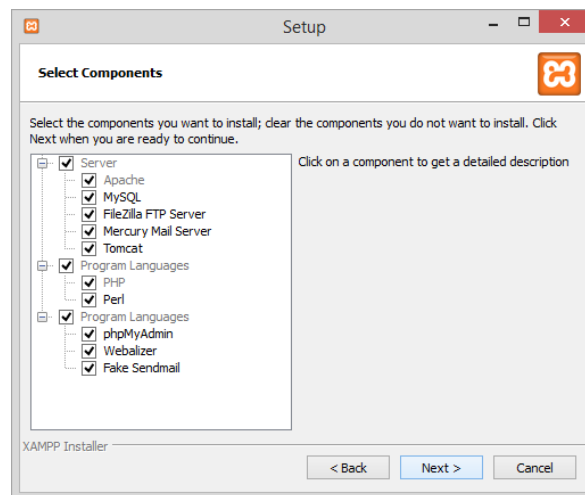 Setup
Select Components
Select the components you want to install; clear the components you do not want to install. Click
Next when you are ready to continue.
Server
Apache
MySQL
FileZilla FTP Server
Mercury Mail Server
Tomcat
Program Languages
PHP
Perl
Program Languages
phpMyAdmin
Webalizer
Fake Sendmail
Click on a component to get a detailed description
XAMPP Installer
< Back
Next >
Cancel